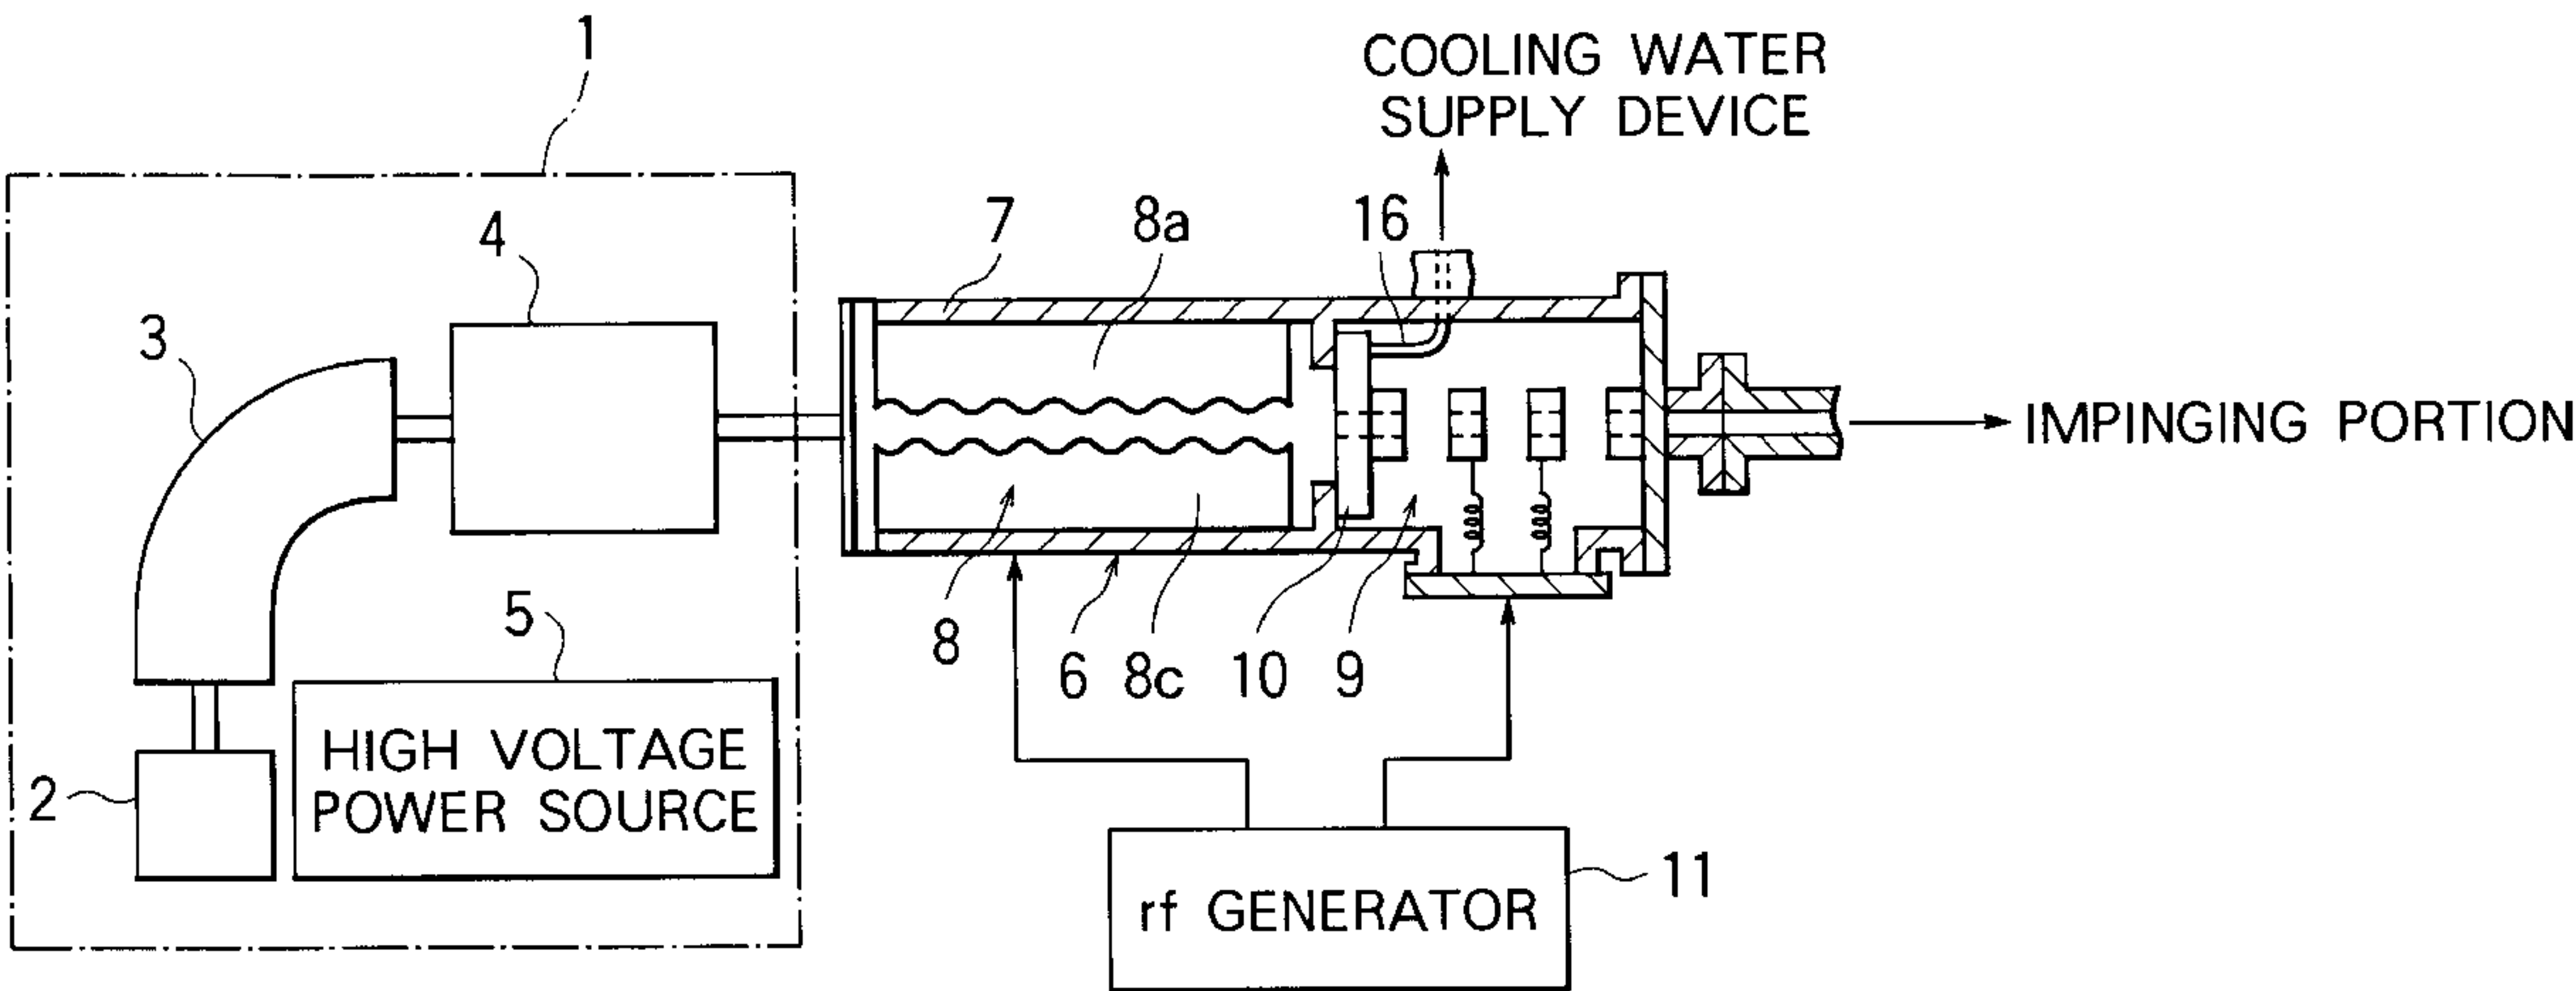 1
COOLING WATER
SUPPLY DEVICE
4
7
8a
16
3
IMPINGING PORTION
5
8
6
8c
10
9
HIGH VOLTAGE
POWER SOURCE
2
rf GENERATOR
11